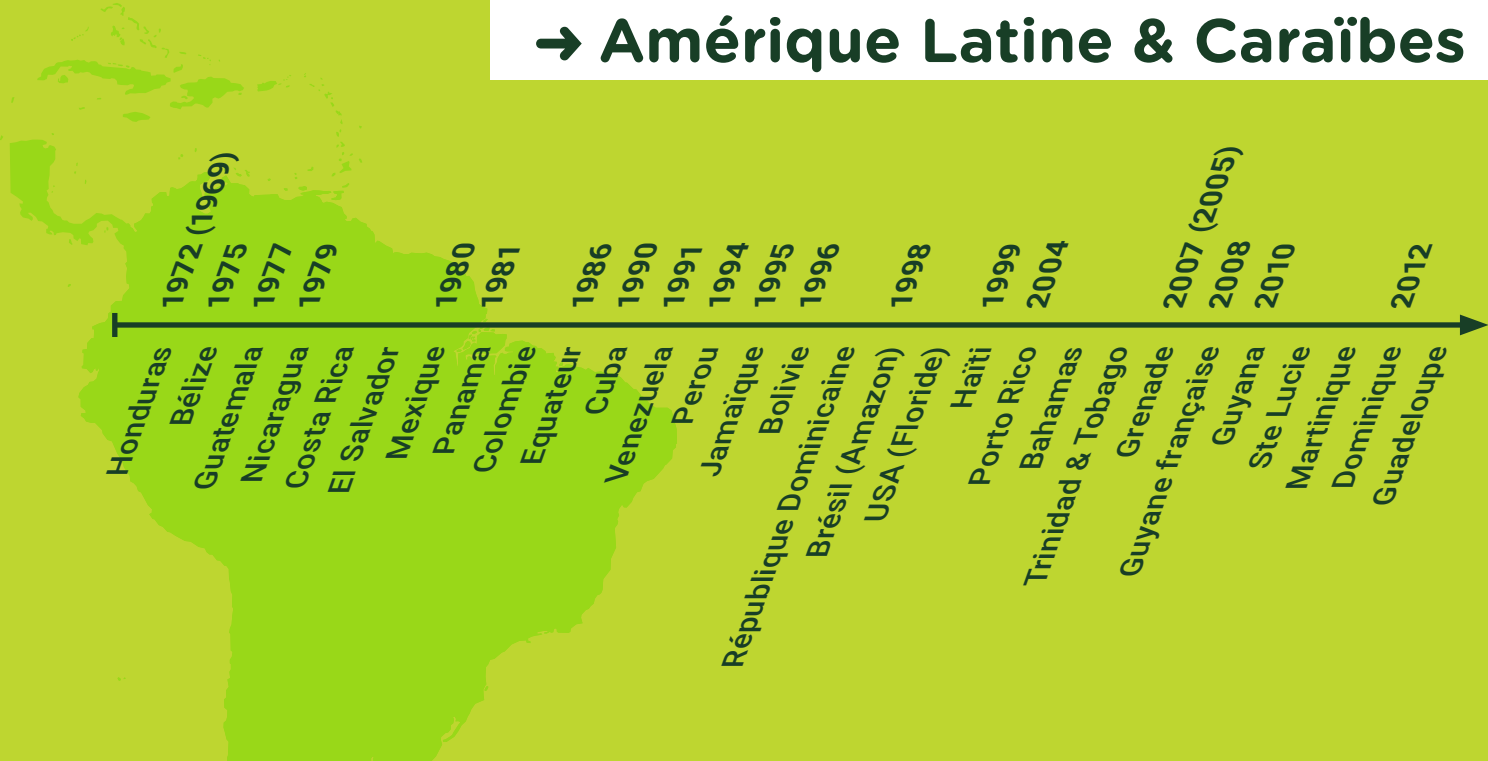 → Amérique Latine & Caraïbes
1972 (1969)
1975
1977
1979
1980
1981
1986
1990
1991
1994
1995
1996
1998
1999
2004
2007 (2005)
2008
2010
2012
Honduras
Bélize
Guatemala
Nicaragua
Costa Rica
El Salvador
Mexique
Panama
Colombie
Equateur
Cuba
Venezuela
Perou
Jamaïque
Bolivie
République Dominicaine
Brésil (Amazon)
USA (Floride)
Haïti
Porto Rico
Bahamas
Trinidad & Tobago
Grenade
Guyane française
Guyana
Ste Lucie
Martinique
Dominique
Guadeloupe